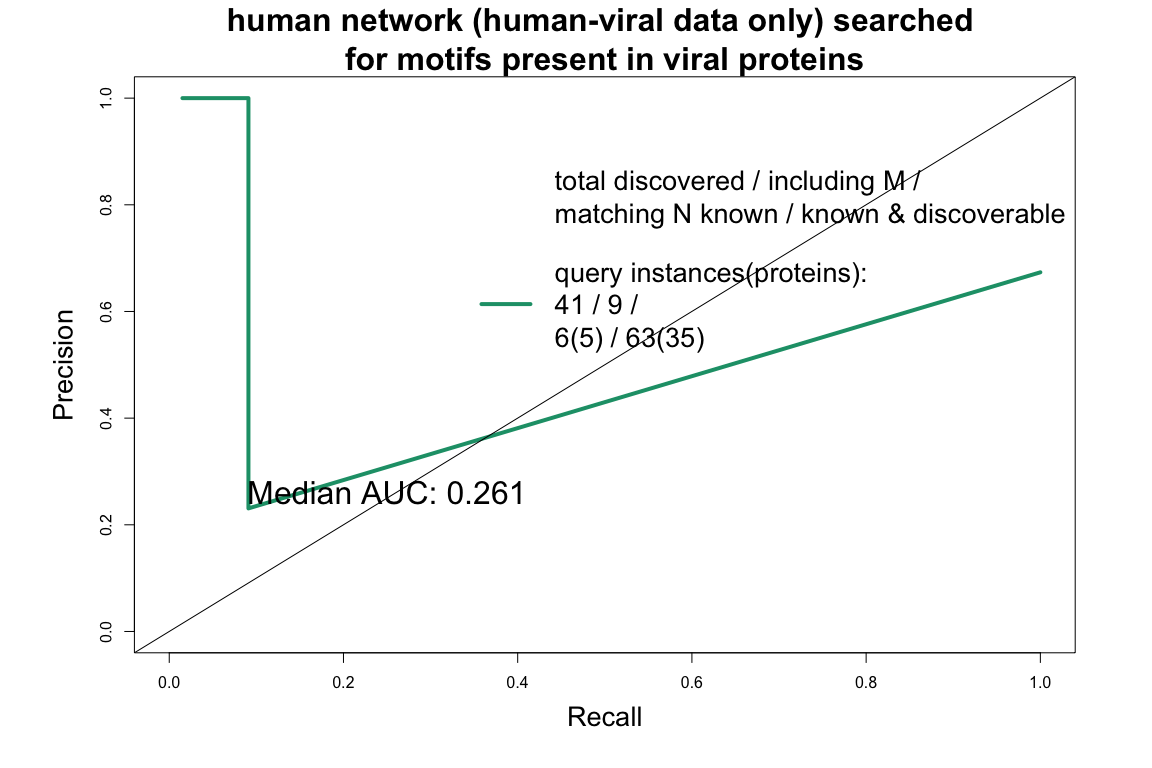 human network (human-viral data only) searched
for motifs present in viral proteins
Precision
1.0
0.8
0.6
0.4
0.2
0.0
total discovered / including M /
matching N known / known & discoverable
query instances(proteins):
41 / 9 /
6(5) / 63(35)
Median AUC: 0.261
0.0 0.2 0.4 0.6 0.8 1.0
Recall